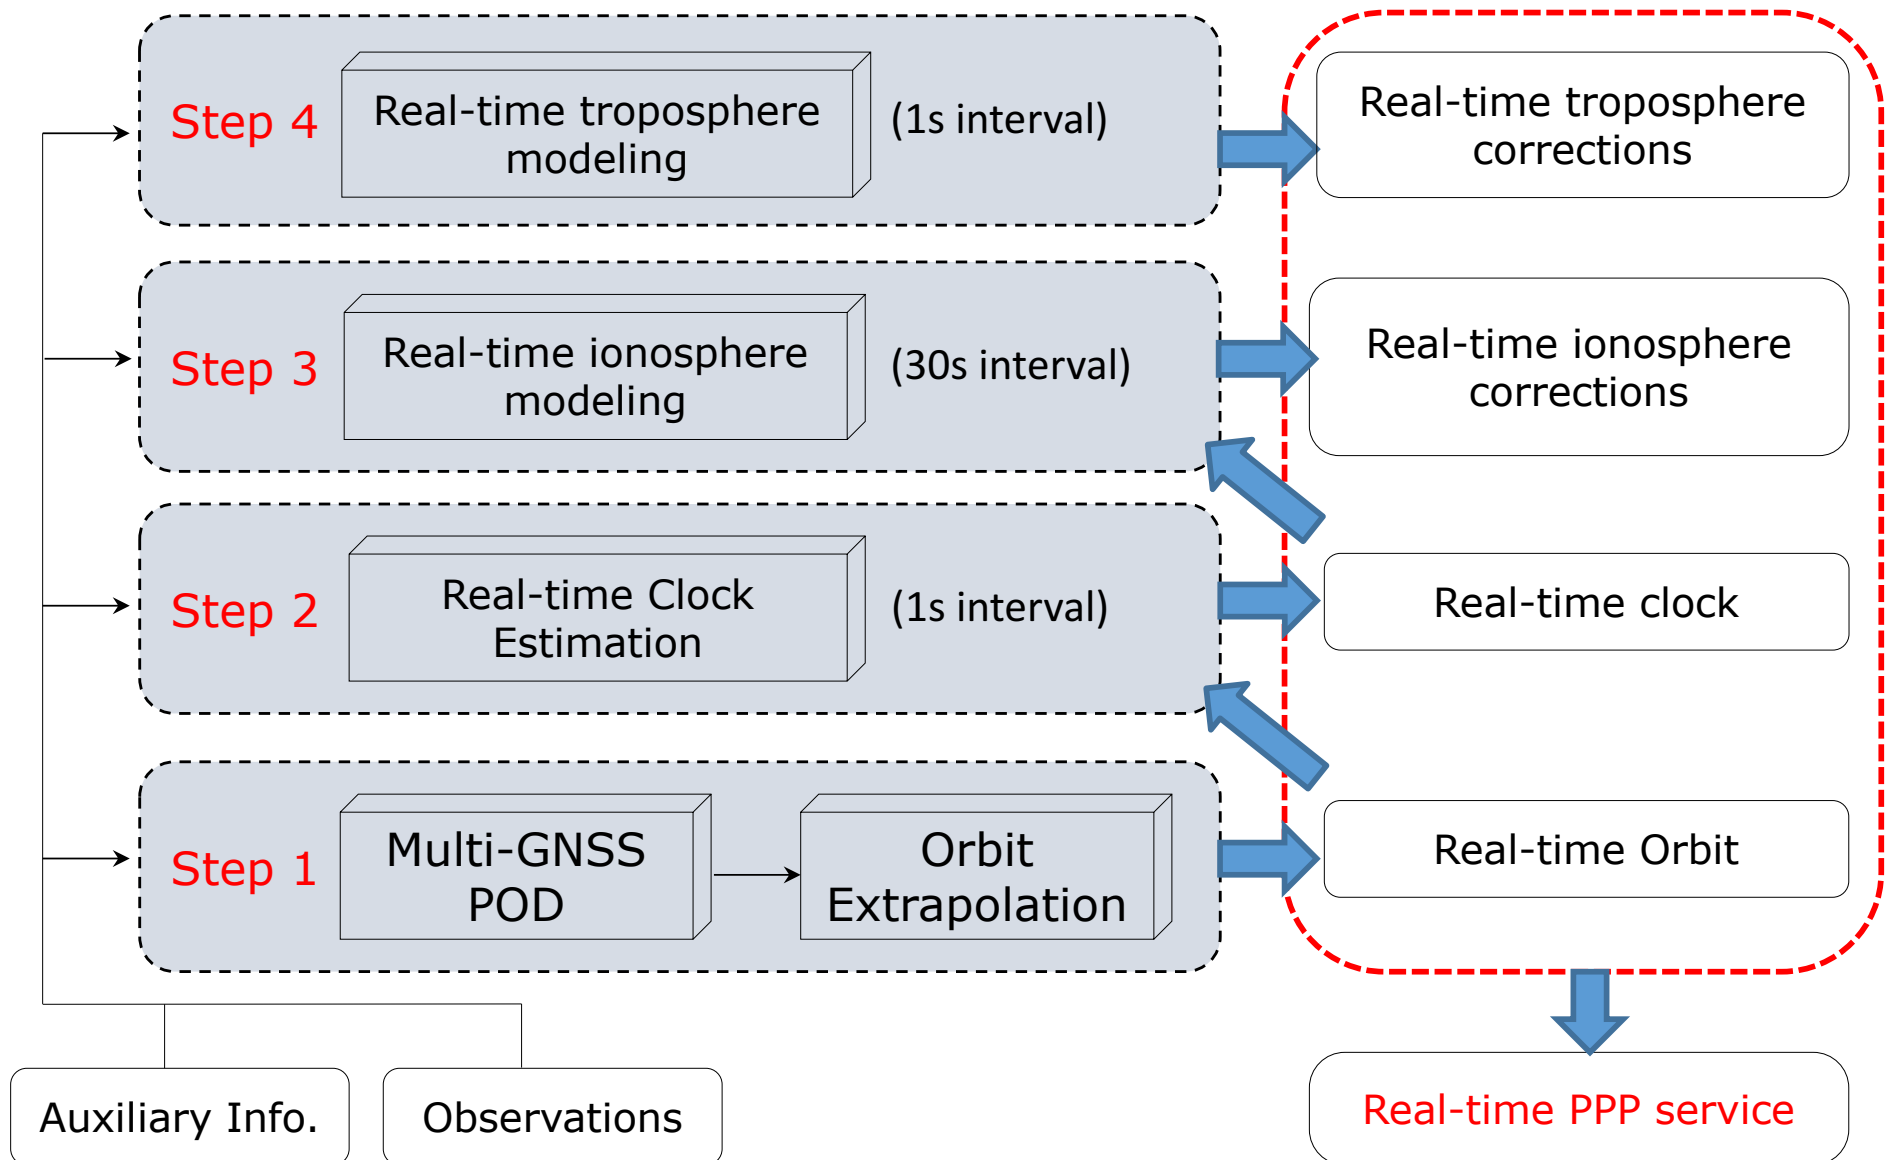 Step 4
Real-time troposphere
modeling
(1s interval)
Real-time troposphere
corrections
Step 3
Real-time ionosphere
modeling
(30s interval)
Real-time ionosphere
corrections
Step 2
Real-time Clock
Estimation
(1s interval)
Real-time clock
Step 1
Multi-GNSS
POD
Orbit
Extrapolation
Real-time Orbit
Auxiliary Info.
Observations
Real-time PPP service